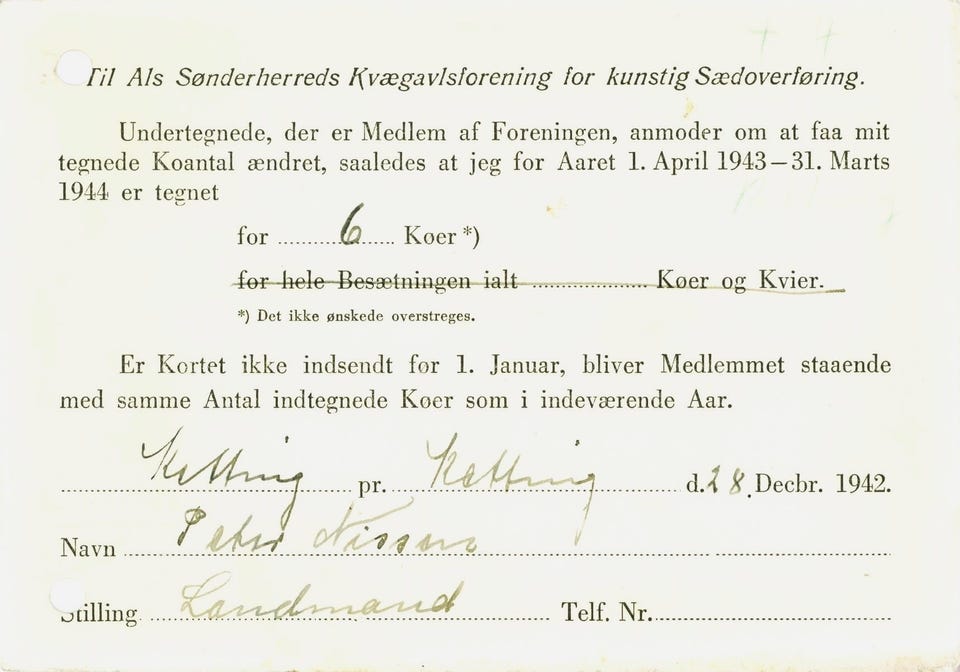 Til Als Sønderherreds Kvægavlsforening for kunstig Sædoverføring.
Undertegnede, der er Medlem af Foreningen, anmoder om at faa mit
tegnede Koantal ændret, saaledes at jeg for Aaret 1. April 1943–31. Marts
1944 er tegnet
for 6 Koer *)
for hele Besætningen ialt Køer og Kvier.
*) Det ikke ønskede overstreges.
Er Kortet ikke indsendt før 1. Januar, bliver Medlemmet staaende
med samme Antal indtegnede Køer som i indeværende Aar.
Ketting pr. Ketting d. 28. Decbr. 1942.
Navn Peter Nissen
Stilling Landmand Telf. Nr.